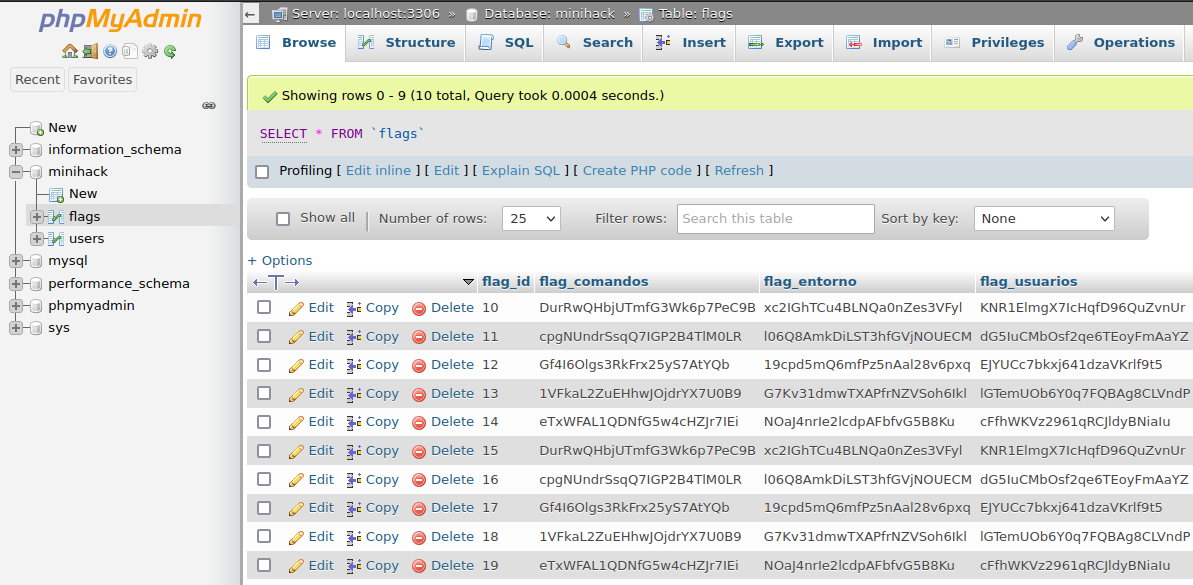 phpMyAdmin
Recent Favorites
New
information_schema
minihack
New
flags
users
mysql
performance_schema
phpmyadmin
sys
Server: localhost:3306 » Database: minihack » Table: flags
Browse Structure SQL Search Insert Export Import Privileges Operations
Showing rows 0 - 9 (10 total, Query took 0.0004 seconds.)
SELECT * FROM `flags`
Profiling [ Edit inline ] [ Edit ] [ Explain SQL ] [ Create PHP code ] [ Refresh ]
Show all | Number of rows: 25 Filter rows: Search this table Sort by key: None
+ Options
←T→ flag_id flag_comandos flag_entorno flag_usuarios
Edit Copy Delete 10 DurRwQHbjUTmfG3Wk6p7PeC9B xc2IGhTCu4BLNQa0nZes3VFyl KNR1ElmgX7IcHqfD96QuZvnUr
Edit Copy Delete 11 cpgNUndrSsqQ7IGP2B4TlM0LR l06Q8AmkDiLST3hfGVjNOUECM dG5IuCMbOsf2qe6TEoyFmAaYZ
Edit Copy Delete 12 Gf4I6Olgs3RkFrx25yS7AtYQb 19cpd5mQ6mfPz5nAal28v6pxq EJYUCc7bkxj641dzaVKrlf9t5
Edit Copy Delete 13 1VFkaL2ZuEHhwJOjdrYX7U0B9 G7Kv31dmwTXAPfrNZVSoh6Ikl lGTemUOb6Y0q7FQBAg8CLVndP
Edit Copy Delete 14 eTxWFAL1QDNfG5w4cHZJr7IEi NOaJ4nrIe2lcdpAFbfvG5B8Ku cFfhWKVz2961qRCJldyBNiaIu
Edit Copy Delete 15 DurRwQHbjUTmfG3Wk6p7PeC9B xc2IGhTCu4BLNQa0nZes3VFyl KNR1ElmgX7IcHqfD96QuZvnUr
Edit Copy Delete 16 cpgNUndrSsqQ7IGP2B4TlM0LR l06Q8AmkDiLST3hfGVjNOUECM dG5IuCMbOsf2qe6TEoyFmAaYZ
Edit Copy Delete 17 Gf4I6Olgs3RkFrx25yS7AtYQb 19cpd5mQ6mfPz5nAal28v6pxq EJYUCc7bkxj641dzaVKrlf9t5
Edit Copy Delete 18 1VFkaL2ZuEHhwJOjdrYX7U0B9 G7Kv31dmwTXAPfrNZVSoh6Ikl lGTemUOb6Y0q7FQBAg8CLVndP
Edit Copy Delete 19 eTxWFAL1QDNfG5w4cHZJr7IEi NOaJ4nrIe2lcdpAFbfvG5B8Ku cFfhWKVz2961qRCJldyBNiaIu